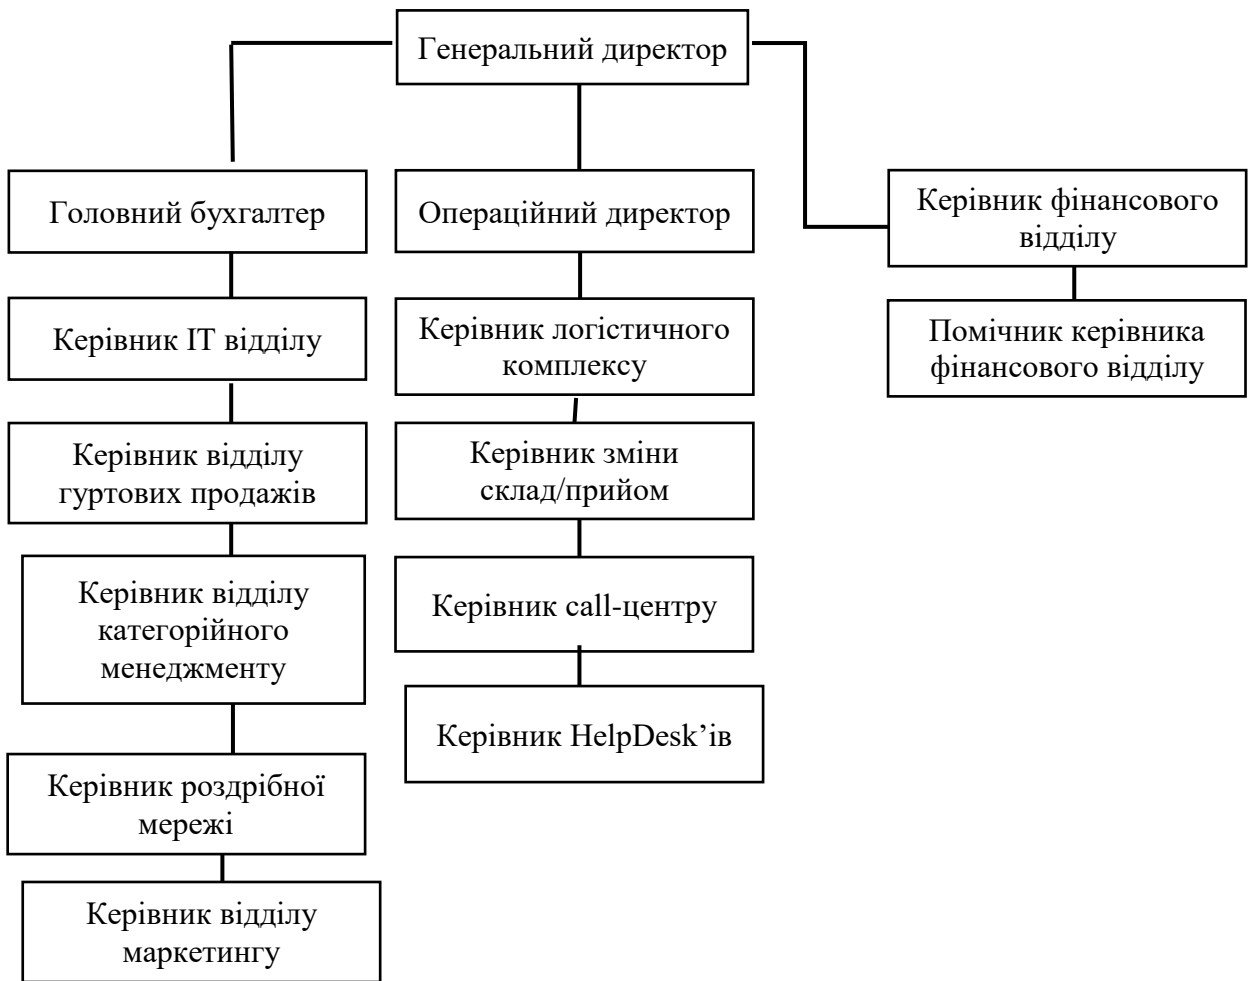 Генеральний директор
Головний бухгалтер
Операційний директор
Керівник фінансового
відділу
Керівник ІТ відділу
Керівник логістичного
комплексу
Помічник керівника
фінансового відділу
Керівник відділу
гуртових продажів
Керівник зміни
склад/прийом
Керівник відділу
категорійного
менеджменту
Керівник call-центру
Керівник HelpDesk’ів
Керівник роздрібної
мережі
Керівник відділу
маркетингу